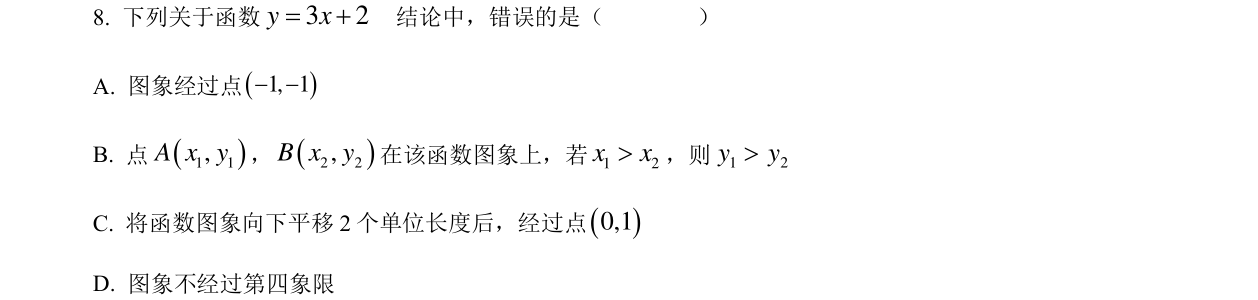 8. 下列关于函数 y=3x+2 结论中，错误的是（ ）
A. 图象经过点(−1,−1)
B. 点 A(x₁, y₁)，B(x₂, y₂)在该函数图象上，若 x₁ > x₂，则 y₁ > y₂
C. 将函数图象向下平移 2 个单位长度后，经过点(0,1)
D. 图象不经过第四象限